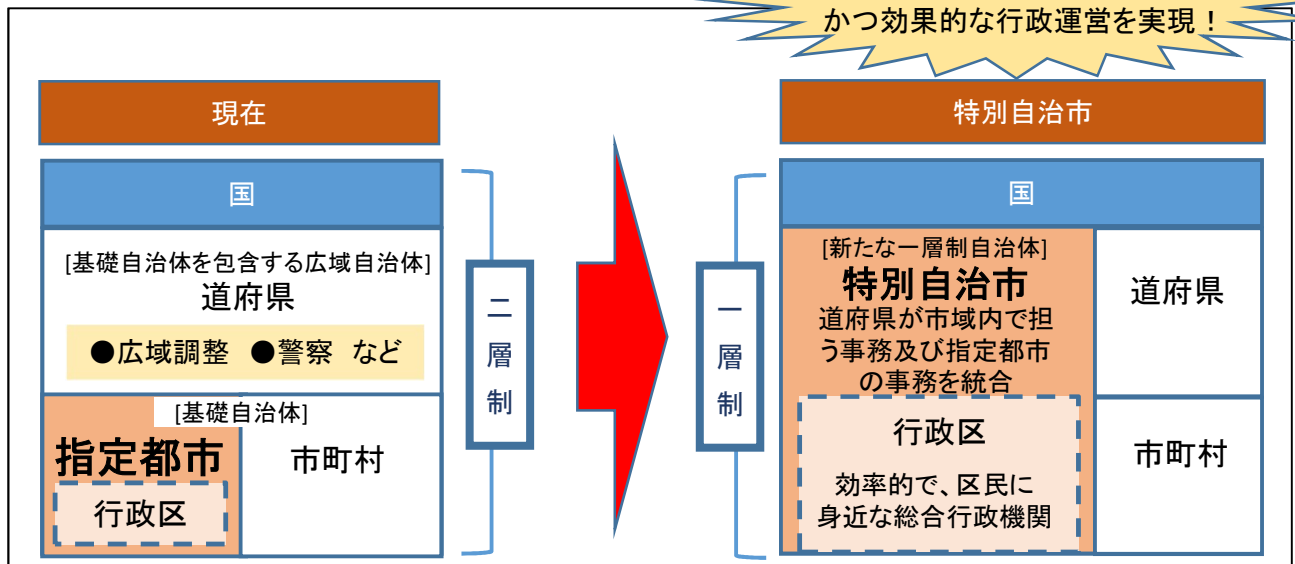 かつ効果的な行政運営を実現！
現在
国
[基礎自治体を包含する広域自治体]
道府県
●広域調整 ●警察 など
[基礎自治体]
指定都市
行政区
市町村
二層制
特別自治市
国
[新たな一層制自治体]
特別自治市
道府県が市域内で担
う事務及び指定都市
の事務を統合
行政区
効率的で、区民に
身近な総合行政機関
道府県
市町村
一層制